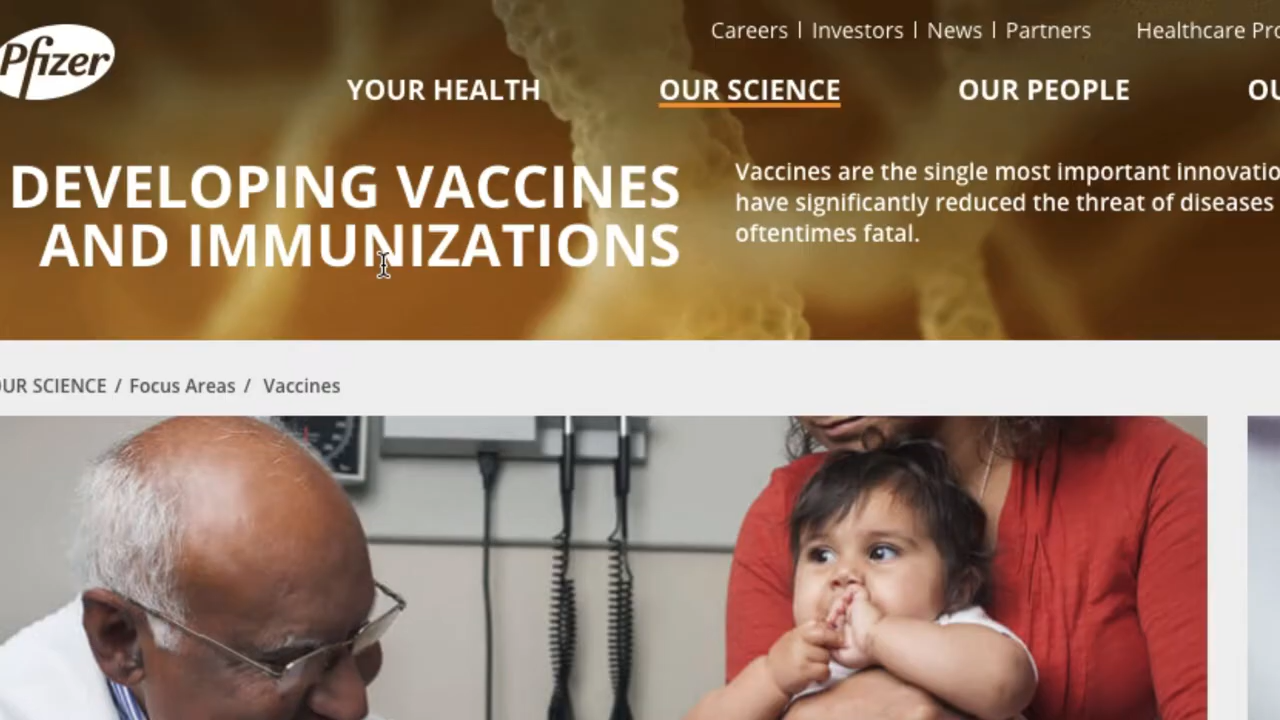 Pfizer
Careers | Investors | News | Partners Healthcare
YOUR HEALTH OUR SCIENCE OUR PEOPLE
DEVELOPING VACCINES
AND IMMUNIZATIONS
Vaccines are the single most important
have significantly reduced the threat of diseases
oftentimes fatal.
OUR SCIENCE / Focus Areas / Vaccines